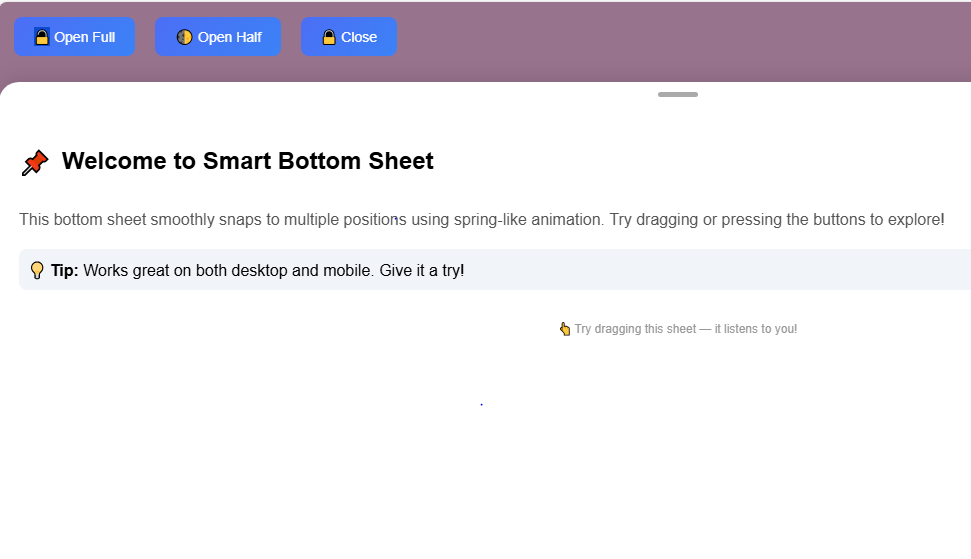 🔒 Open Full
🌗 Open Half
🔒 Close
📌 Welcome to Smart Bottom Sheet
This bottom sheet smoothly snaps to multiple positions using spring-like animation. Try dragging or pressing the buttons to explore!
💡 Tip: Works great on both desktop and mobile. Give it a try!
👆 Try dragging this sheet — it listens to you!